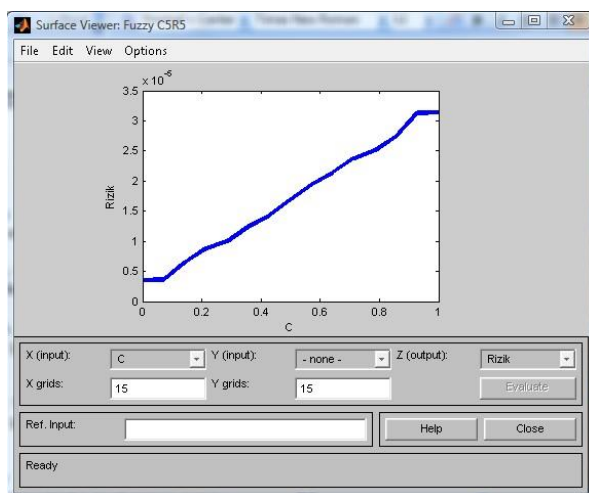 Surface Viewer: Fuzzy C5R5
File Edit View Options
x 10⁻⁵
3.5
3
2.5
2
1.5
1
0.5
0
Rizik
0 0.2 0.4 0.6 0.8 1
C
X (input): C Y (input): - none - Z (output): Rizik
X grids: 15 Y grids: 15 Evaluate
Ref. Input: Help Close
Ready